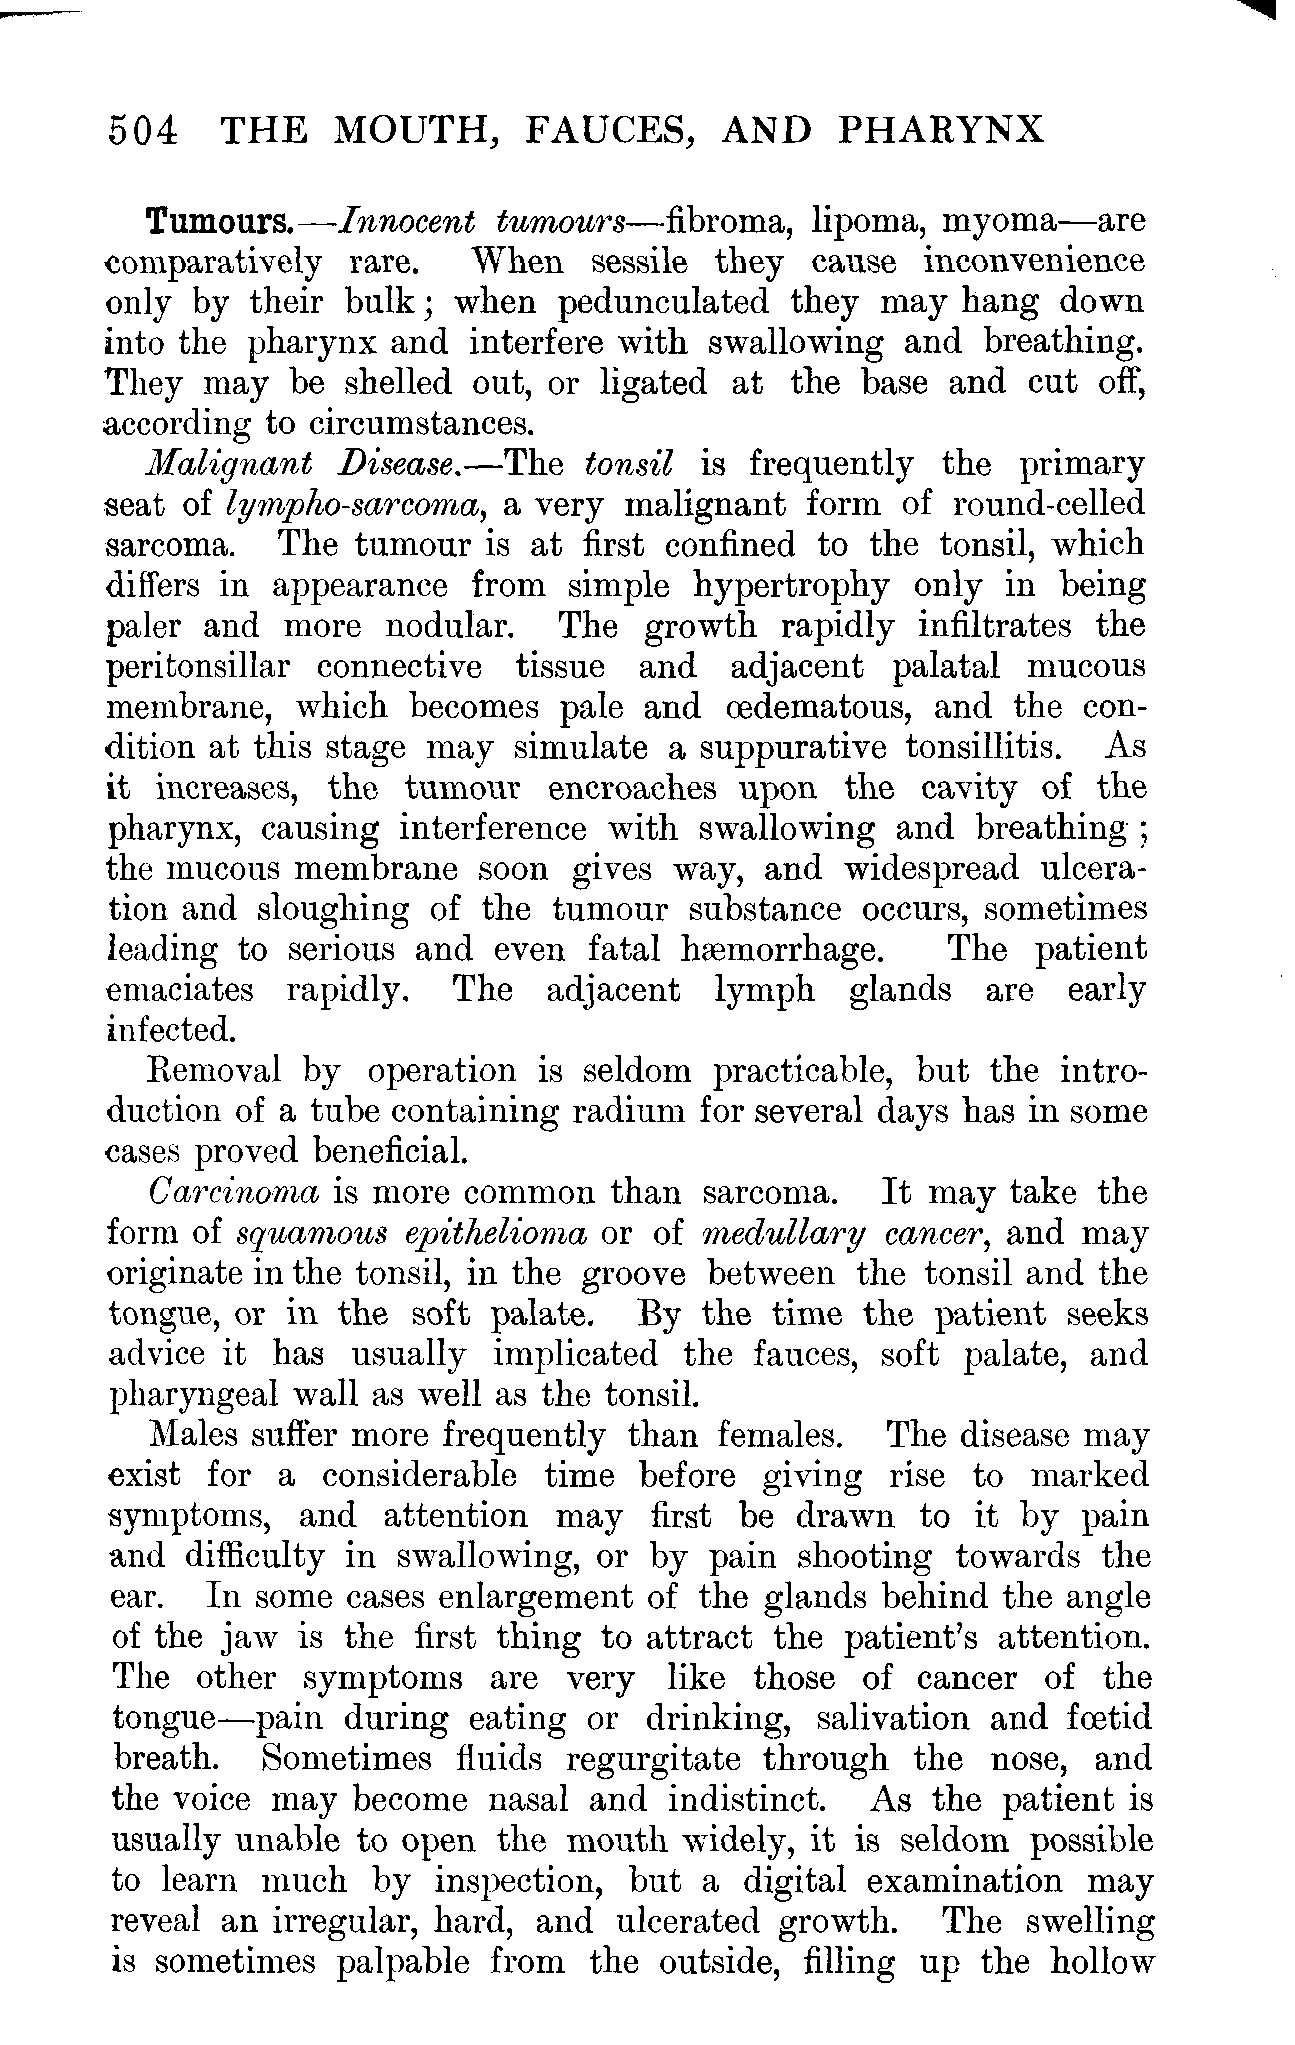 504 THE MOUTH, FAUCES, AND PHARYNX
Tumours.—Innocent tumours—fibroma, lipoma, myoma—are
comparatively rare. When sessile they cause inconvenience
only by their bulk; when pedunculated they may hang down
into the pharynx and interfere with swallowing and breathing.
They may be shelled out, or ligated at the base and cut off,
according to circumstances.
Malignant Disease.—The tonsil is frequently the primary
seat of lympho-sarcoma, a very malignant form of round-celled
sarcoma. The tumour is at first confined to the tonsil, which
differs in appearance from simple hypertrophy only in being
paler and more nodular. The growth rapidly infiltrates the
peritonsillar connective tissue and adjacent palatal mucous
membrane, which becomes pale and œdematous, and the con-
dition at this stage may simulate a suppurative tonsillitis. As
it increases, the tumour encroaches upon the cavity of the
pharynx, causing interference with swallowing and breathing;
the mucous membrane soon gives way, and widespread ulcera-
tion and sloughing of the tumour substance occurs, sometimes
leading to serious and even fatal hæmorrhage. The patient
emaciates rapidly. The adjacent lymph glands are early
infected.
Removal by operation is seldom practicable, but the intro-
duction of a tube containing radium for several days has in some
cases proved beneficial.
Carcinoma is more common than sarcoma. It may take the
form of squamous epithelioma or of medullary cancer, and may
originate in the tonsil, in the groove between the tonsil and the
tongue, or in the soft palate. By the time the patient seeks
advice it has usually implicated the fauces, soft palate, and
pharyngeal wall as well as the tonsil.
Males suffer more frequently than females. The disease may
exist for a considerable time before giving rise to marked
symptoms, and attention may first be drawn to it by pain
and difficulty in swallowing, or by pain shooting towards the
ear. In some cases enlargement of the glands behind the angle
of the jaw is the first thing to attract the patient's attention.
The other symptoms are very like those of cancer of the
tongue—pain during eating or drinking, salivation and fœtid
breath. Sometimes fluids regurgitate through the nose, and
the voice may become nasal and indistinct. As the patient is
usually unable to open the mouth widely, it is seldom possible
to learn much by inspection, but a digital examination may
reveal an irregular, hard, and ulcerated growth. The swelling
is sometimes palpable from the outside, filling up the hollow